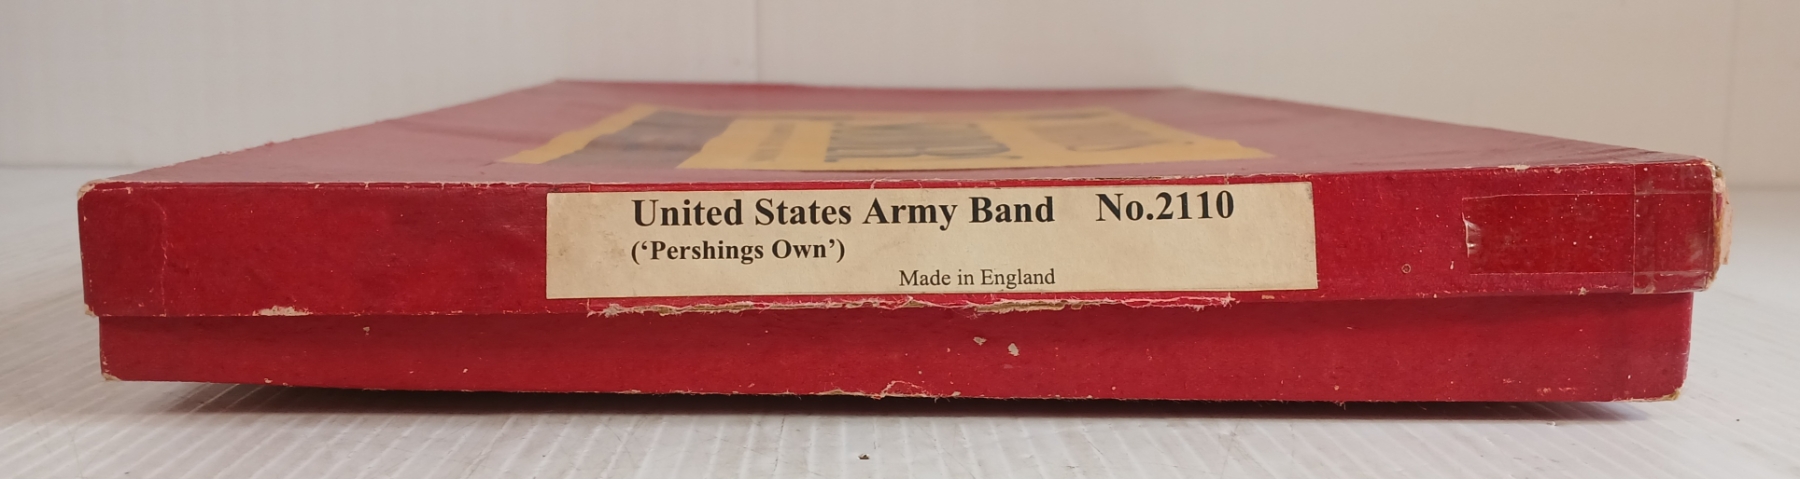 United States Army Band No.2110
(‘Pershings Own’)
Made in England